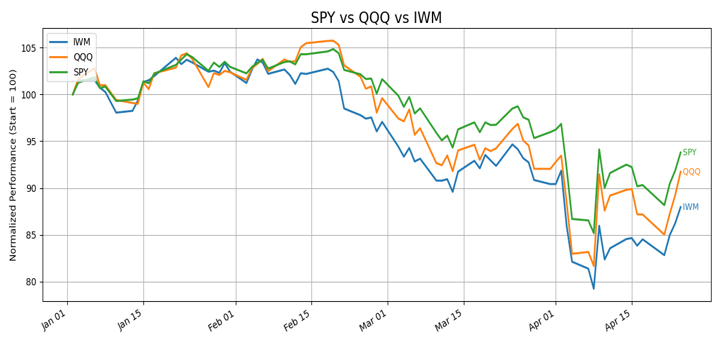 SPY vs QQQ vs IWM
Normalized Performance (Start = 100)
105
100
95
90
85
80
IWM
QQQ
SPY
SPY
QQQ
IWM
Jan 01
Jan 15
Feb 01
Feb 15
Mar 01
Mar 15
Apr 01
Apr 15